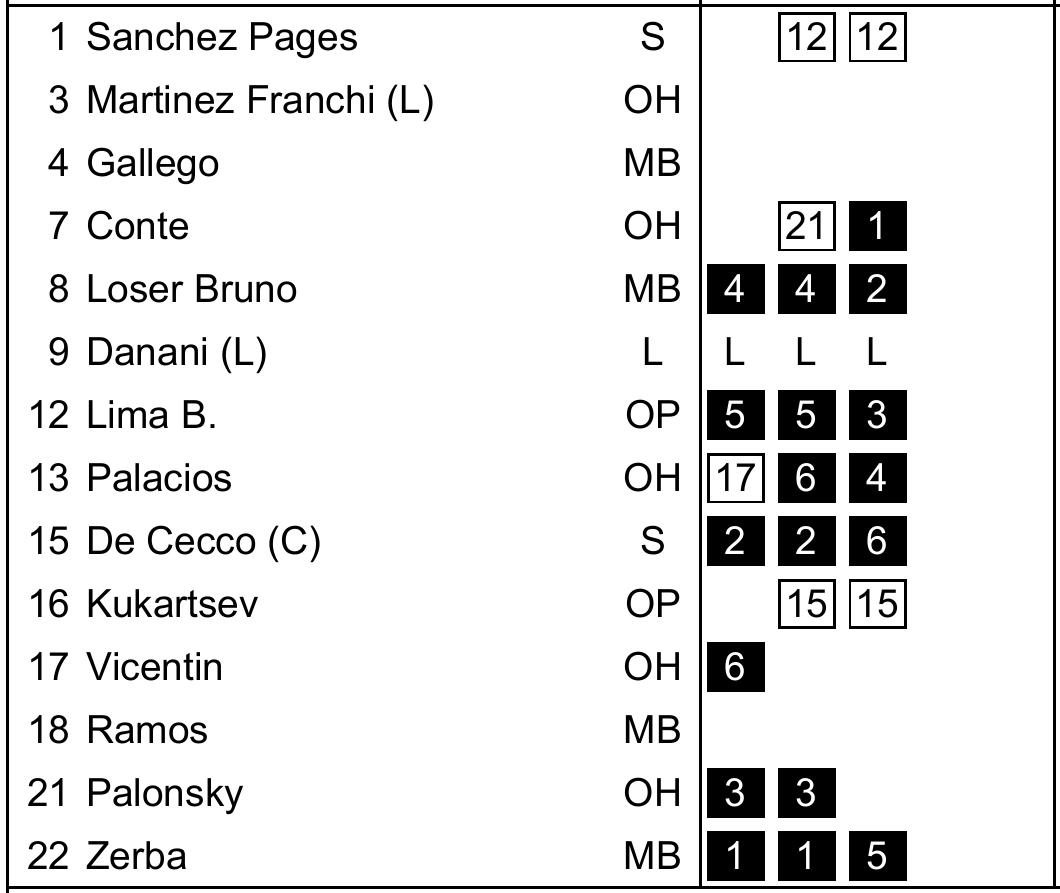 1 Sanchez Pages S 12 12
3 Martinez Franchi (L) OH
4 Gallego MB
7 Conte OH 21 1
8 Loser Bruno MB 4 4 2
9 Danani (L) L L L L
12 Lima B. OP 5 5 3
13 Palacios OH 17 6 4
15 De Cecco (C) S 2 2 6
16 Kukartsev OP 15 15
17 Vicentin OH 6
18 Ramos MB
21 Palonsky OH 3 3
22 Zerba MB 1 1 5